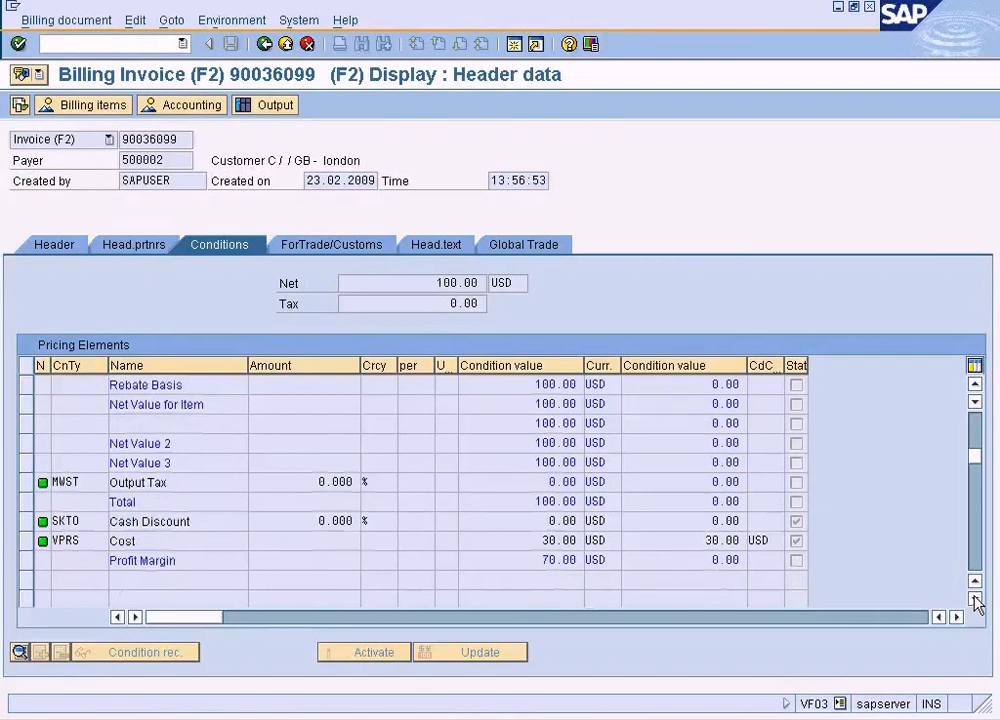 Billing document Edit Goto Environment System Help
SAP
Billing Invoice (F2) 90036099 (F2) Display : Header data
Billing items Accounting Output
Invoice (F2) 90036099
Payer 500002 Customer C / / GB - london
Created by SAPUSER Created on 23.02.2009 Time 13:56:53
Header Head.prtnrs Conditions ForTrade/Customs Head.text Global Trade
Net 100.00 USD
Tax 0.00
Pricing Elements
N CnTy Name Amount Crcy per U... Condition value Curr. Condition value CdC... Stat
Rebate Basis 100.00 USD 0.00
Net Value for Item 100.00 USD 0.00
100.00 USD 0.00
Net Value 2 100.00 USD 0.00
Net Value 3 100.00 USD 0.00
MWST Output Tax 0.000 % 0.00 USD 0.00
Total 100.00 USD 0.00
SKTO Cash Discount 0.000 % 0.00 USD 0.00
VPRS Cost 30.00 USD 30.00 USD
Profit Margin 70.00 USD 0.00
Condition rec. Activate Update
VF03 sapserver INS